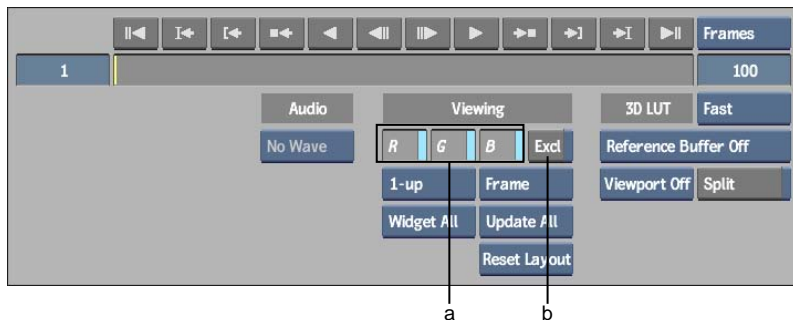 Frames
1
100
Audio Viewing 3D LUT Fast
No Wave R G B Excl Reference Buffer Off
1-up Frame Viewport Off Split
Widget All Update All
Reset Layout
a b